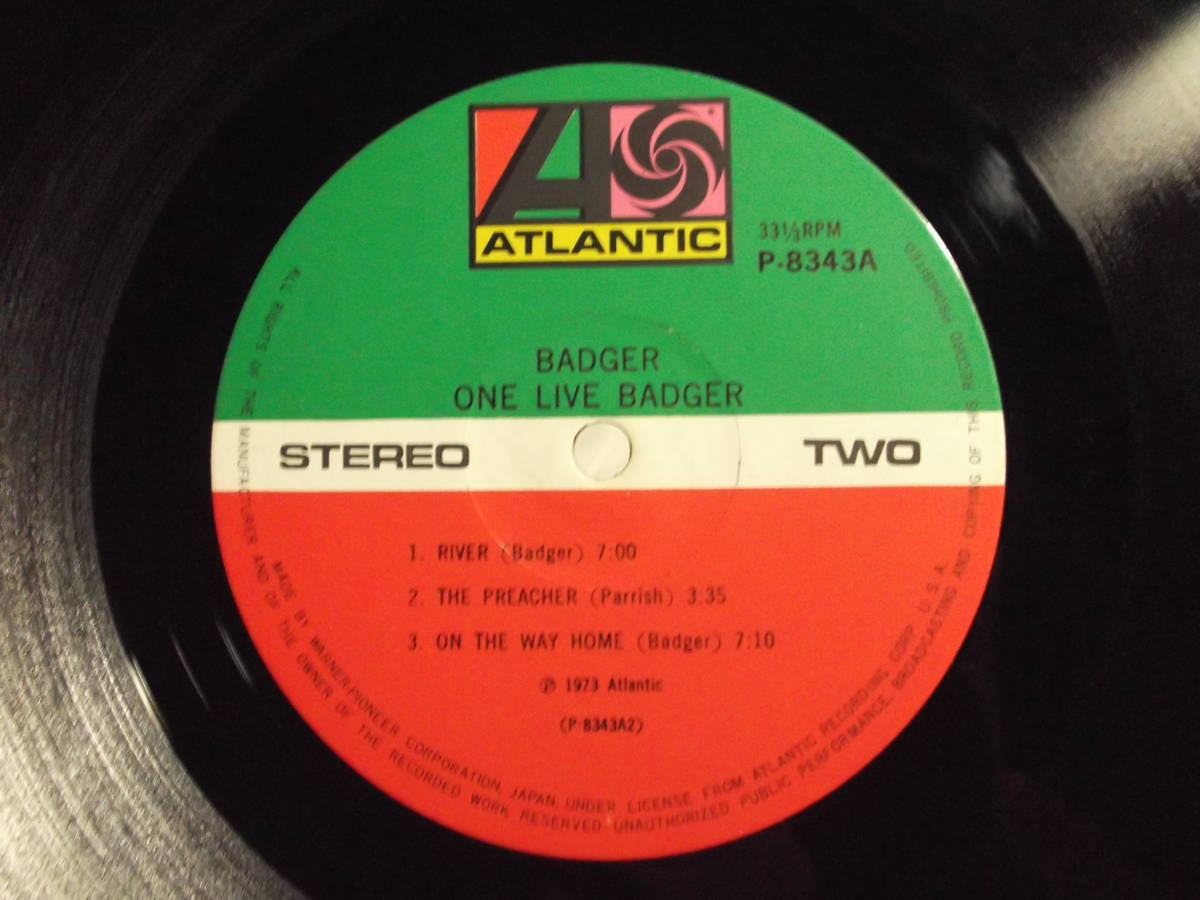 ATLANTIC
33⅓ RPM
P-8343A
BADGER
ONE LIVE BADGER
STEREO
TWO
1. RIVER (Badger) 7:00
2. THE PREACHER (Parrish) 3:35
3. ON THE WAY HOME (Badger) 7:10
℗ 1973 Atlantic
(P-8343A2)
MADE BY WARNER-PIONEER CORPORATION, JAPAN, UNDER LICENSE FROM ATLANTIC RECORDING CORP. U.S.A.
ALL RIGHTS OF THE MANUFACTURER AND OF THE OWNER OF THE RECORDED WORK RESERVED UNAUTHORIZED PUBLIC PERFORMANCE, BROADCASTING AND COPYING OF THIS RECORD PROHIBITED